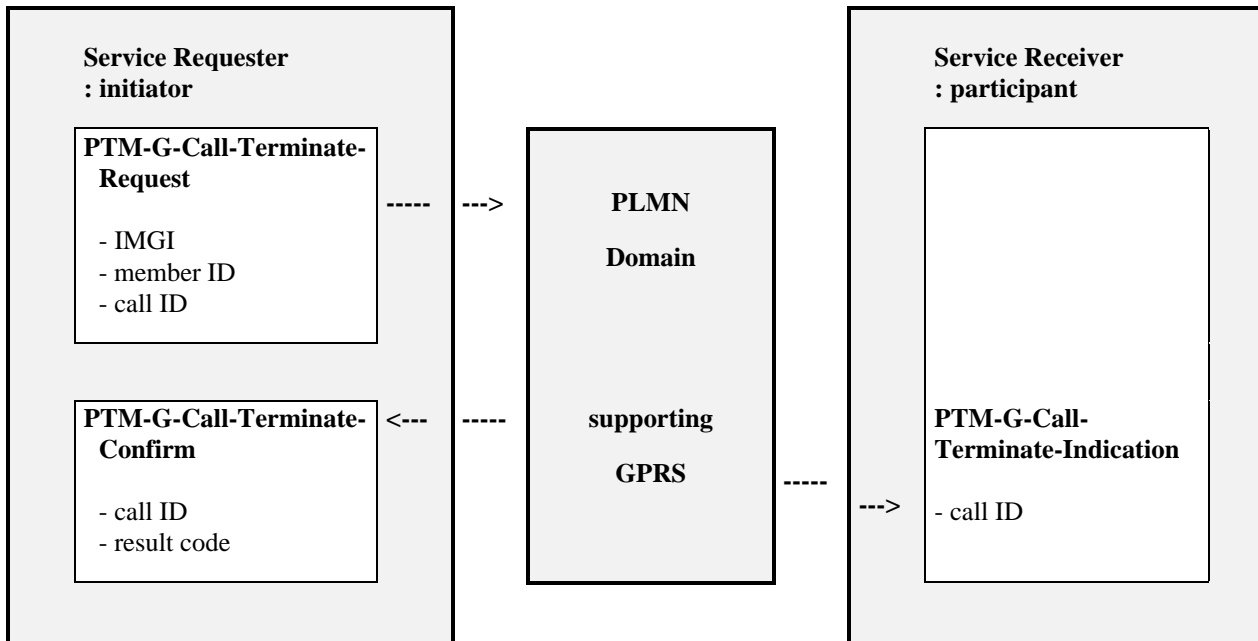 Service Requester
: initiator
PTM-G-Call-Terminate-
Request
- IMGI
- member ID
- call ID
PTM-G-Call-Terminate-
Confirm
- call ID
- result code
----- --->
<--- -----
PLMN
Domain
supporting
GPRS
----- --->
Service Receiver
: participant
PTM-G-Call-
Terminate-Indication
- call ID